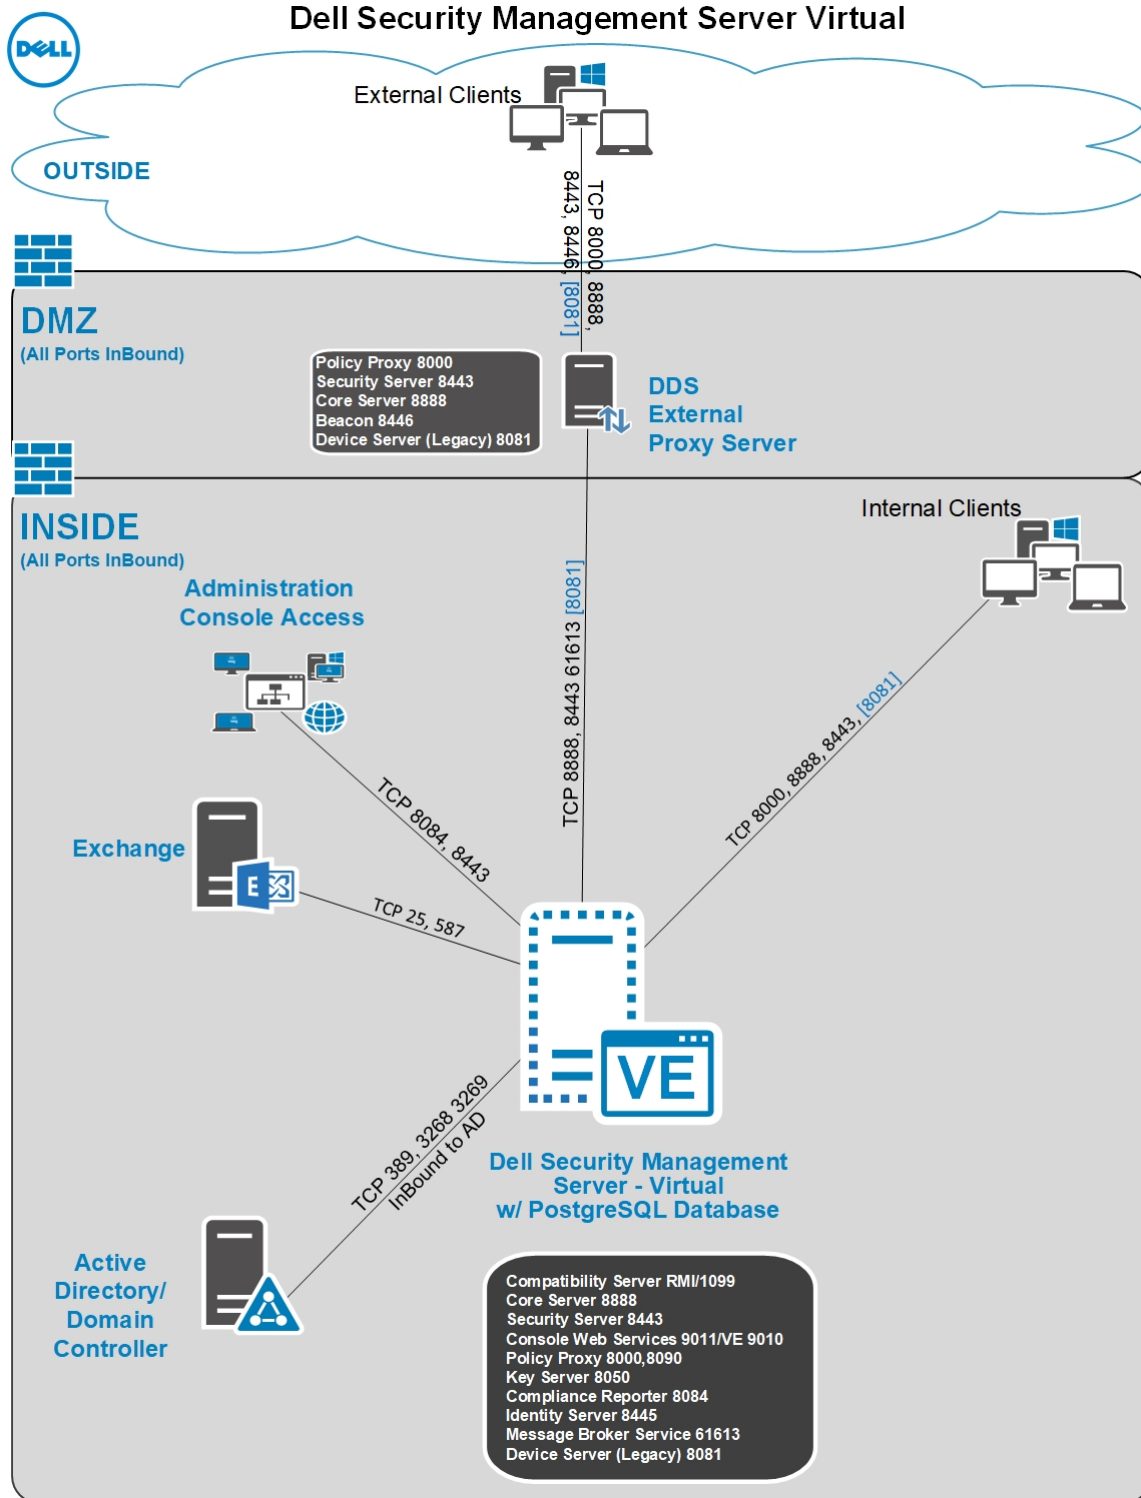 Dell Security Management Server Virtual
DELL
External Clients
OUTSIDE
TCP 8000, 8888,
8443, 8446, [8081]
DMZ
(All Ports InBound)
Policy Proxy 8000
Security Server 8443
Core Server 8888
Beacon 8446
Device Server (Legacy) 8081
DDS
External
Proxy Server
INSIDE
(All Ports InBound)
Internal Clients
Administration
Console Access
TCP 8888, 8443 61613 [8081]
TCP 8000, 8888, 8443, [8081]
TCP 8084, 8443
Exchange
E
TCP 25, 587
VE
TCP 389, 3268 3269
InBound to AD
Dell Security Management
Server - Virtual
w/ PostgreSQL Database
Active
Directory/
Domain
Controller
Compatibility Server RMI/1099
Core Server 8888
Security Server 8443
Console Web Services 9011/VE 9010
Policy Proxy 8000,8090
Key Server 8050
Compliance Reporter 8084
Identity Server 8445
Message Broker Service 61613
Device Server (Legacy) 8081